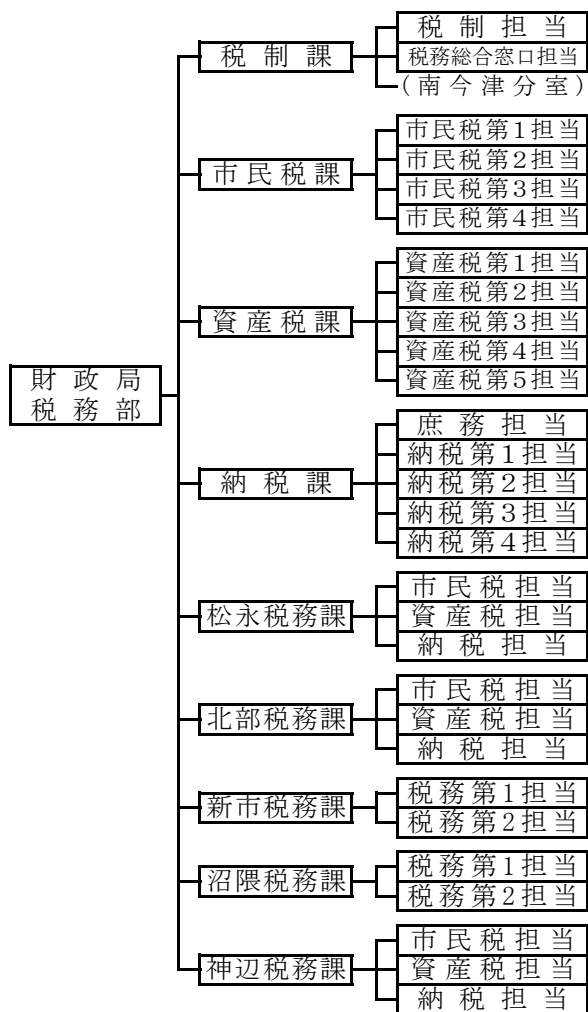 財政局
税務部
税制課
税制担当
税務総合窓口担当
(南今津分室)
市民税課
市民税第1担当
市民税第2担当
市民税第3担当
市民税第4担当
資産税課
資産税第1担当
資産税第2担当
資産税第3担当
資産税第4担当
資産税第5担当
納税課
庶務担当
納税第1担当
納税第2担当
納税第3担当
納税第4担当
松永税務課
市民税担当
資産税担当
納税担当
北部税務課
市民税担当
資産税担当
納税担当
新市税務課
税務第1担当
税務第2担当
沼隈税務課
税務第1担当
税務第2担当
神辺税務課
市民税担当
資産税担当
納税担当